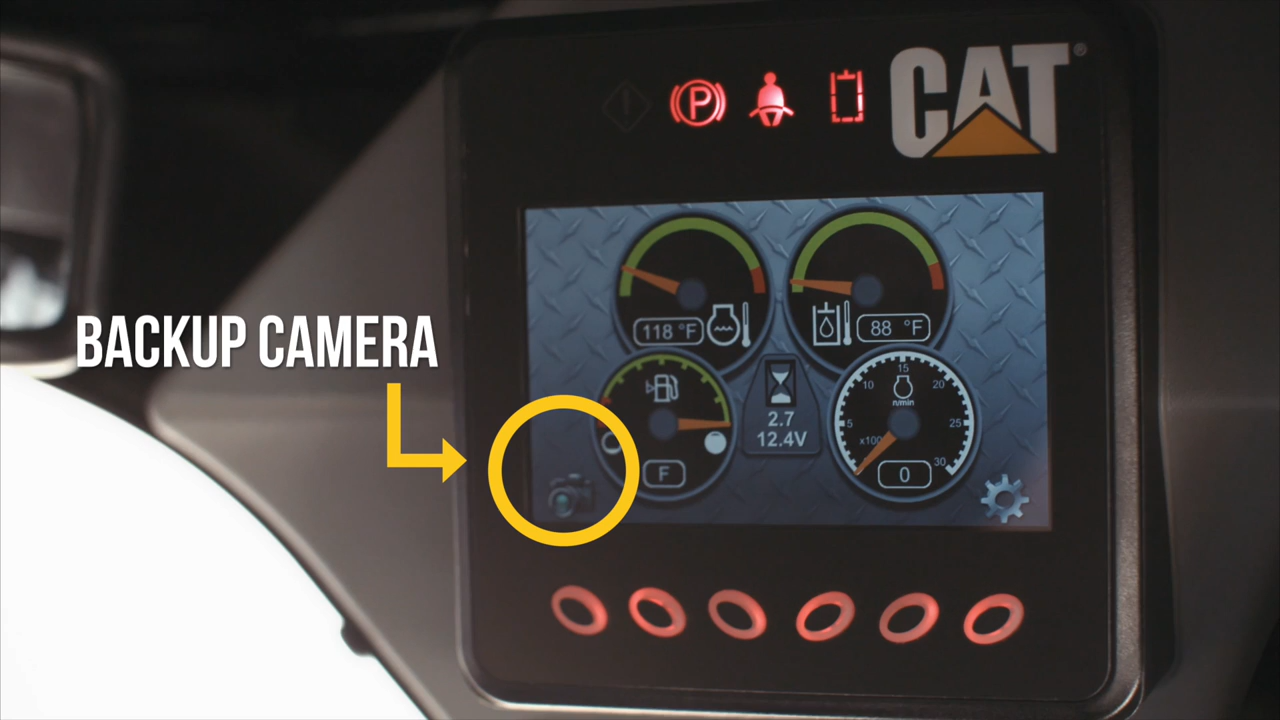 P
CAT®
BACKUP CAMERA
118 °F
88 °F
2.7
12.4V
F
5
10
15
20
25
30
n/min
x100
0